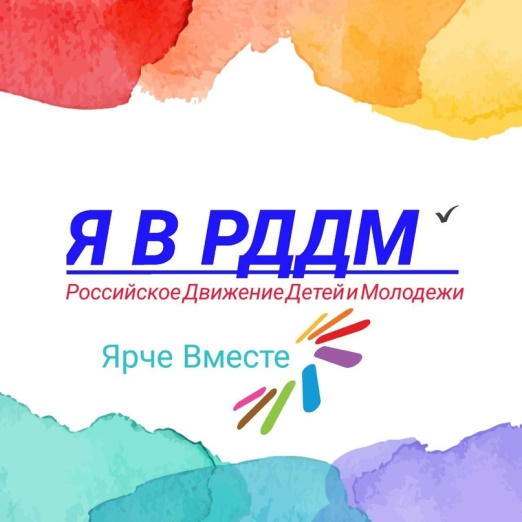 Я В РДДМ
Российское Движение Детей и Молодежи
Ярче Вместе